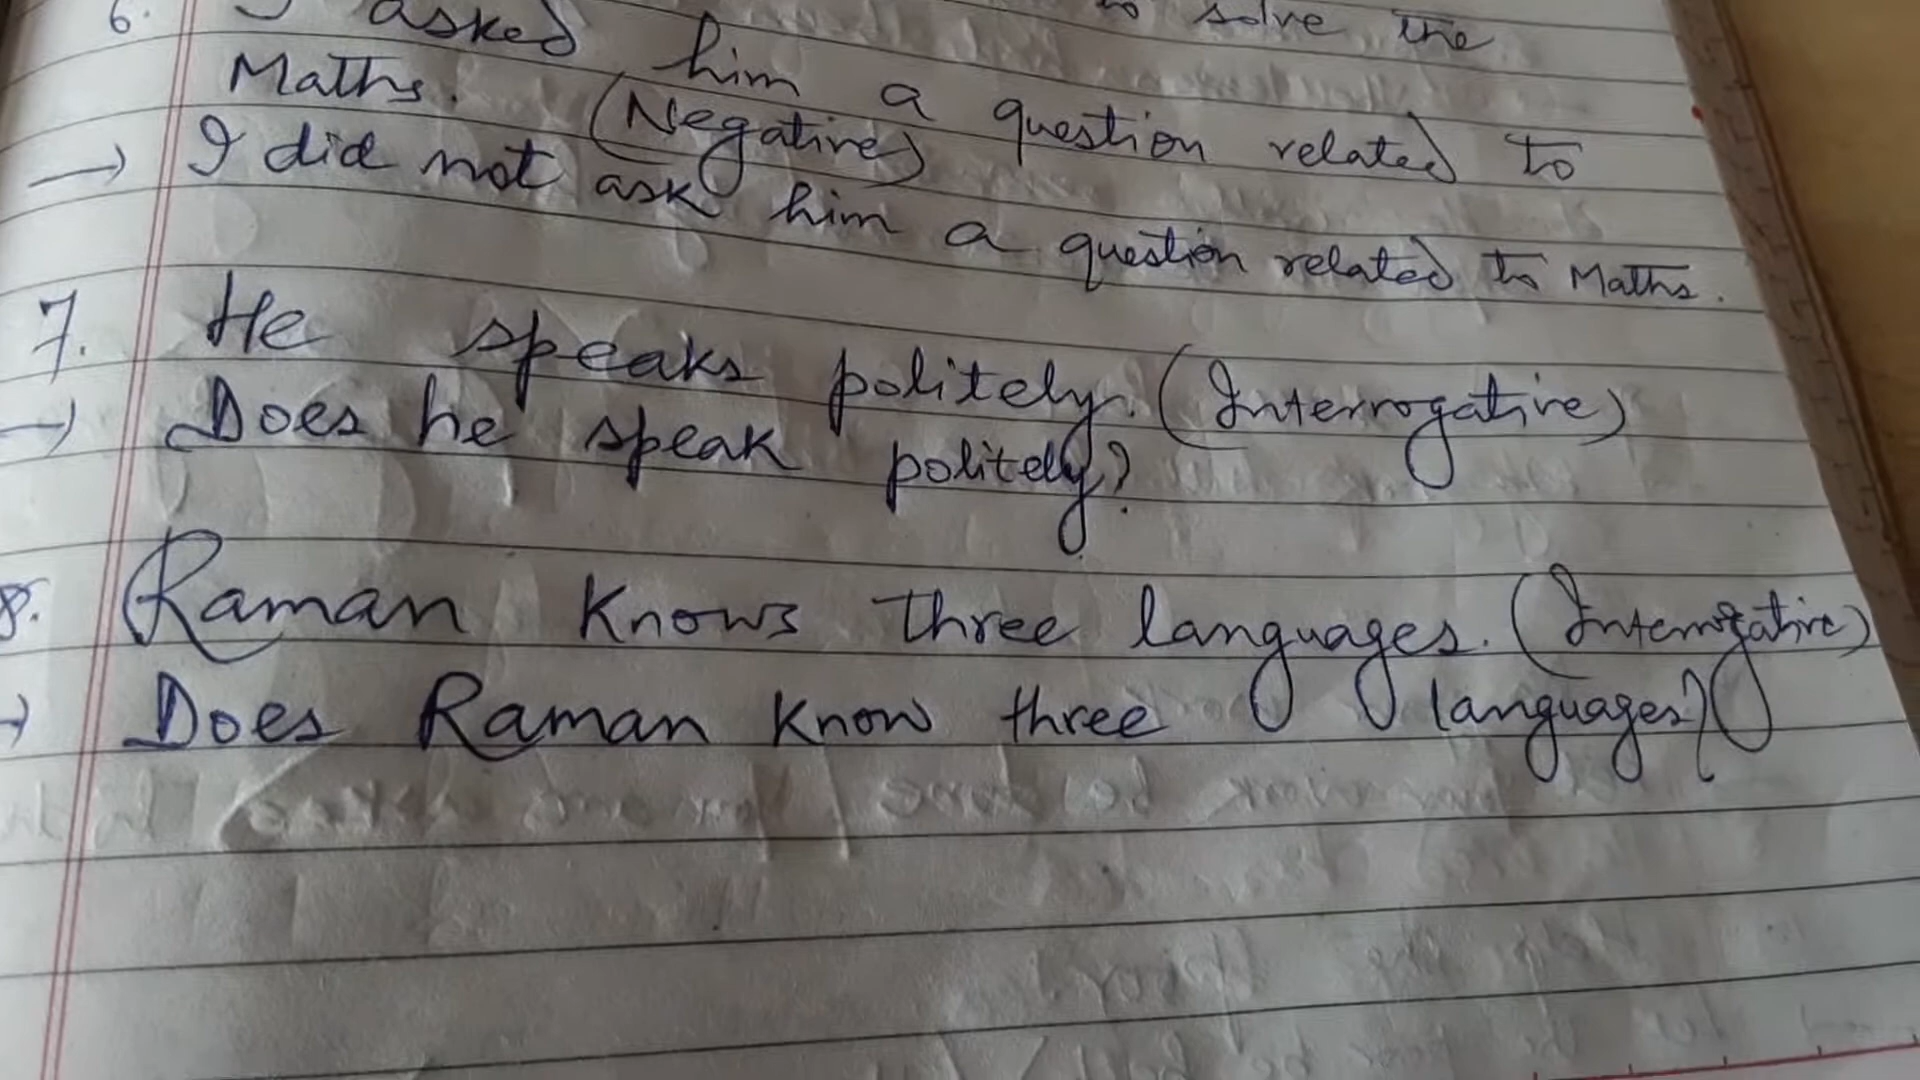 to solve the
6. I asked him a question related to
Maths. (Negative)
→ I did not ask him a question related to Maths.
7. He speaks politely. (Interrogative)
→ Does he speak politely?
8. Raman knows three languages. (Interrogative)
→ Does Raman know three languages?